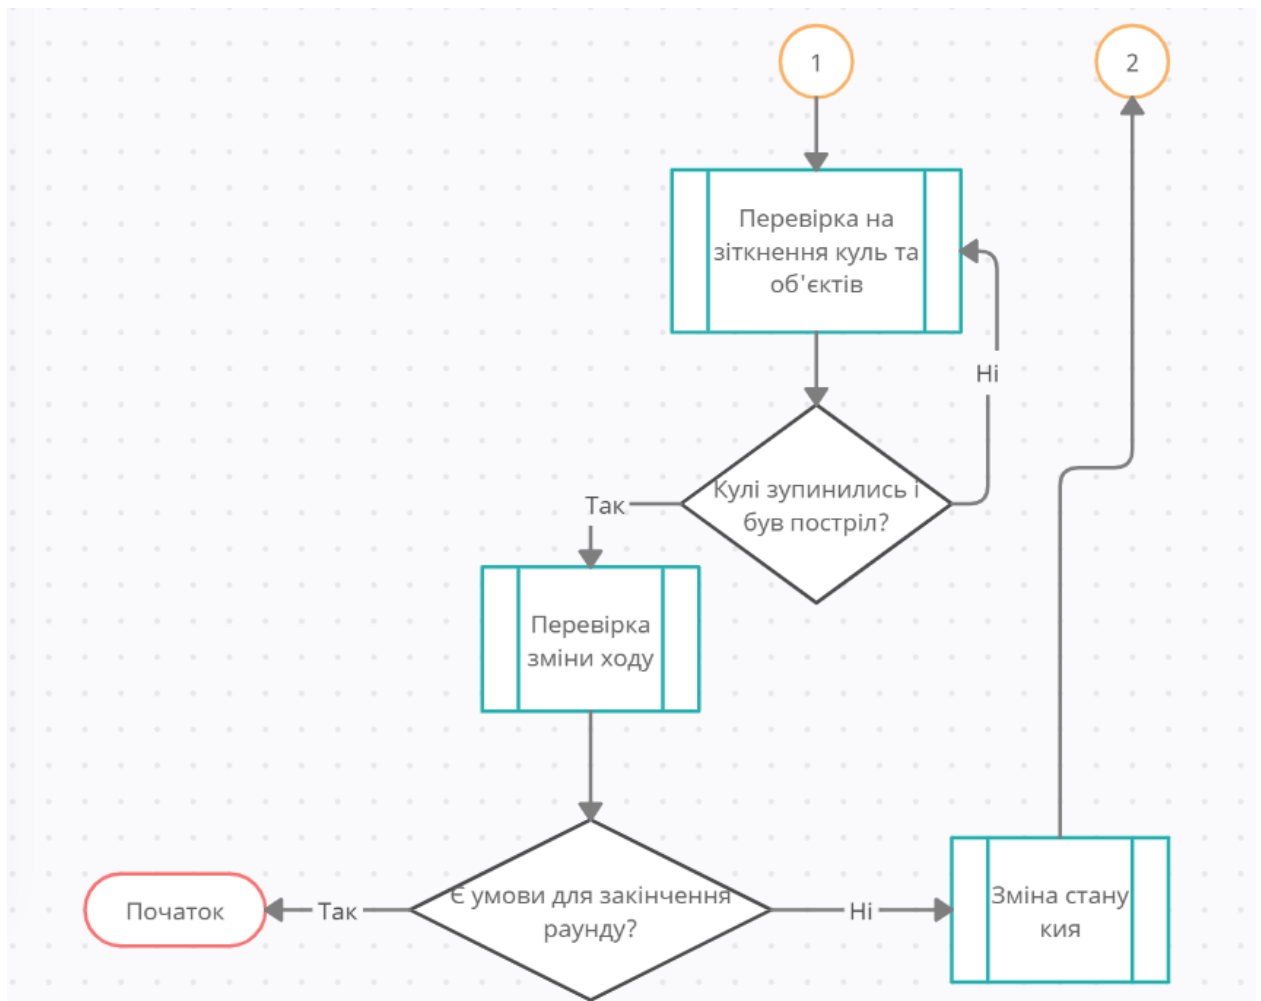 1
2
Перевірка на
зіткнення куль та
об'єктів
Ні
Кулі зупинились і
був постріл?
Так
Перевірка
зміни ходу
Є умови для закінчення
раунду?
Так
Початок
Ні
Зміна стану
кия